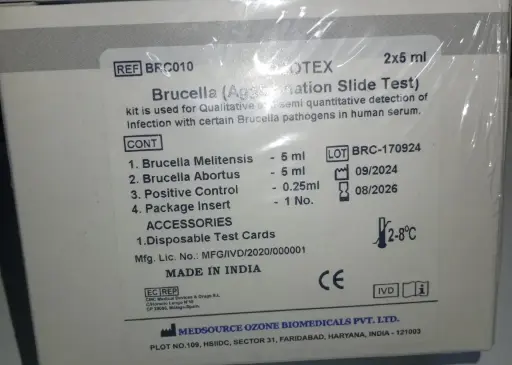 REF BRC010
OTEX
2x5 ml
Brucella (Agglutination Slide Test)
kit is used for Qualitative semi quantitative detection of
infection with certain Brucella pathogens in human serum.
CONT
1. Brucella Melitensis - 5 ml
2. Brucella Abortus - 5 ml
3. Positive Control - 0.25ml
4. Package Insert - 1 No.
ACCESSORIES
1.Disposable Test Cards
LOT BRC-170924
09/2024
08/2026
2-8°C
Mfg. Lic. No.: MFG/IVD/2020/000001
MADE IN INDIA
EC REP
CE
IVD
MEDSOURCE OZONE BIOMEDICALS PVT. LTD.
PLOT NO.109, HSIIDC, SECTOR 31, FARIDABAD, HARYANA, INDIA - 121003